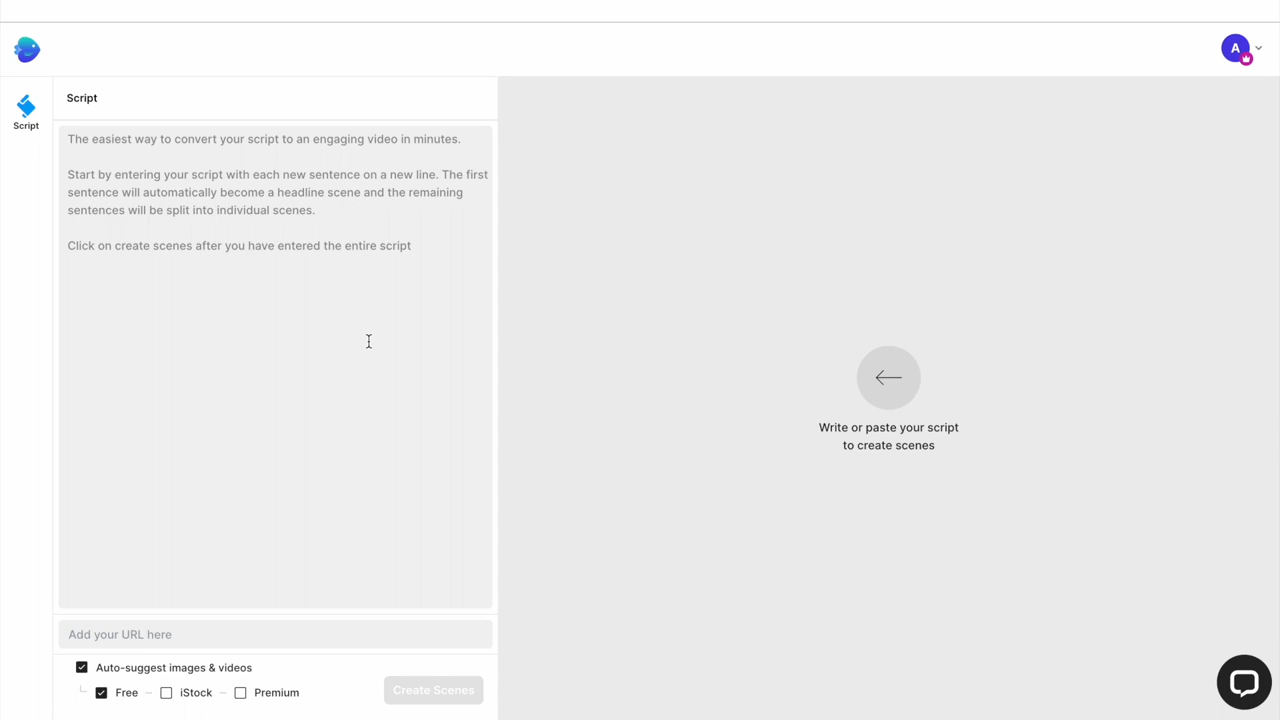 A
Script
Script
The easiest way to convert your script to an engaging video in minutes.
Start by entering your script with each new sentence on a new line. The first
sentence will automatically become a headline scene and the remaining
sentences will be split into individual scenes.
Click on create scenes after you have entered the entire script
Write or paste your script
to create scenes
Add your URL here
Auto-suggest images & videos
Free
iStock
Premium
Create Scenes